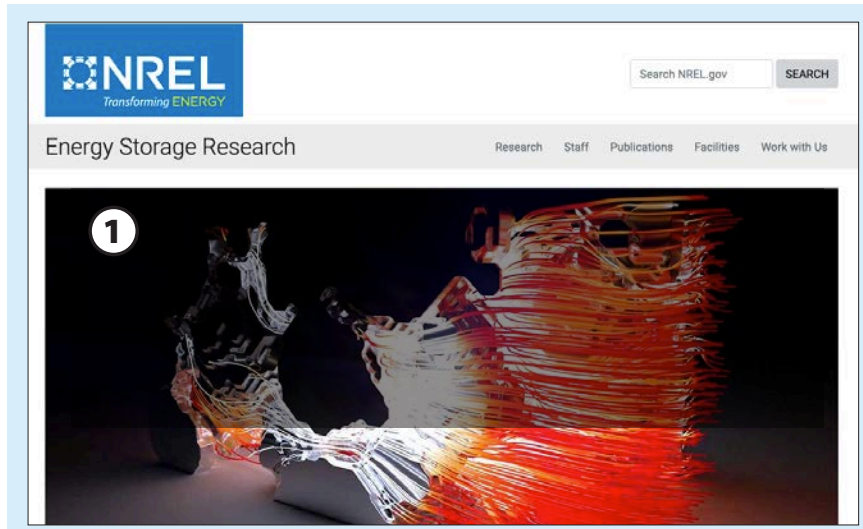 NREL
Transforming ENERGY
Search NREL.gov SEARCH
Energy Storage Research Research Staff Publications Facilities Work with Us
1